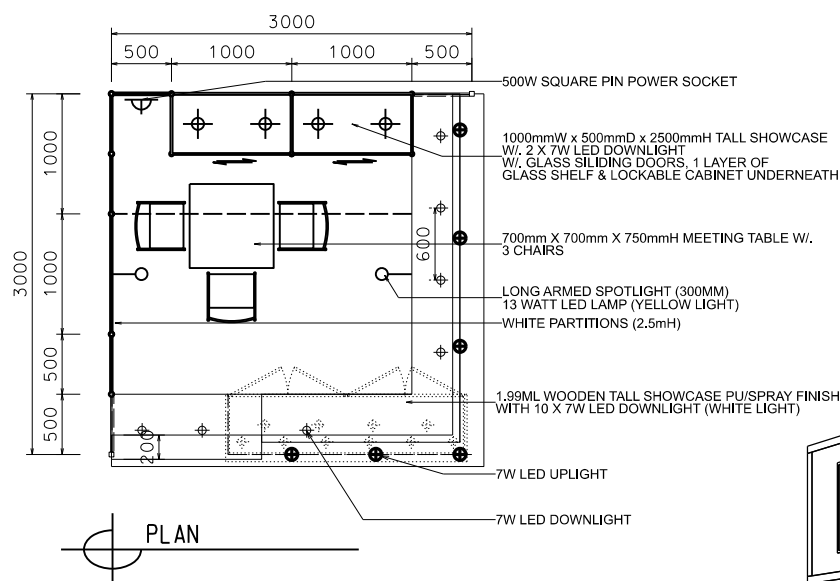 3000
500
1000
1000
500
500W SQUARE PIN POWER SOCKET
1000mmW x 500mmD x 2500mmH TALL SHOWCASE
W/. 2 X 7W LED DOWNLIGHT
W/. GLASS SILIDING DOORS, 1 LAYER OF
GLASS SHELF & LOCKABLE CABINET UNDERNEATH
3000
1000
1000
500
500
600
700mm X 700mm X 750mmH MEETING TABLE W/.
3 CHAIRS
LONG ARMED SPOTLIGHT (300MM)
13 WATT LED LAMP (YELLOW LIGHT)
WHITE PARTITIONS (2.5mH)
1.99ML WOODEN TALL SHOWCASE PU/SPRAY FINISH
WITH 10 X 7W LED DOWNLIGHT (WHITE LIGHT)
200
7W LED UPLIGHT
7W LED DOWNLIGHT
PLAN